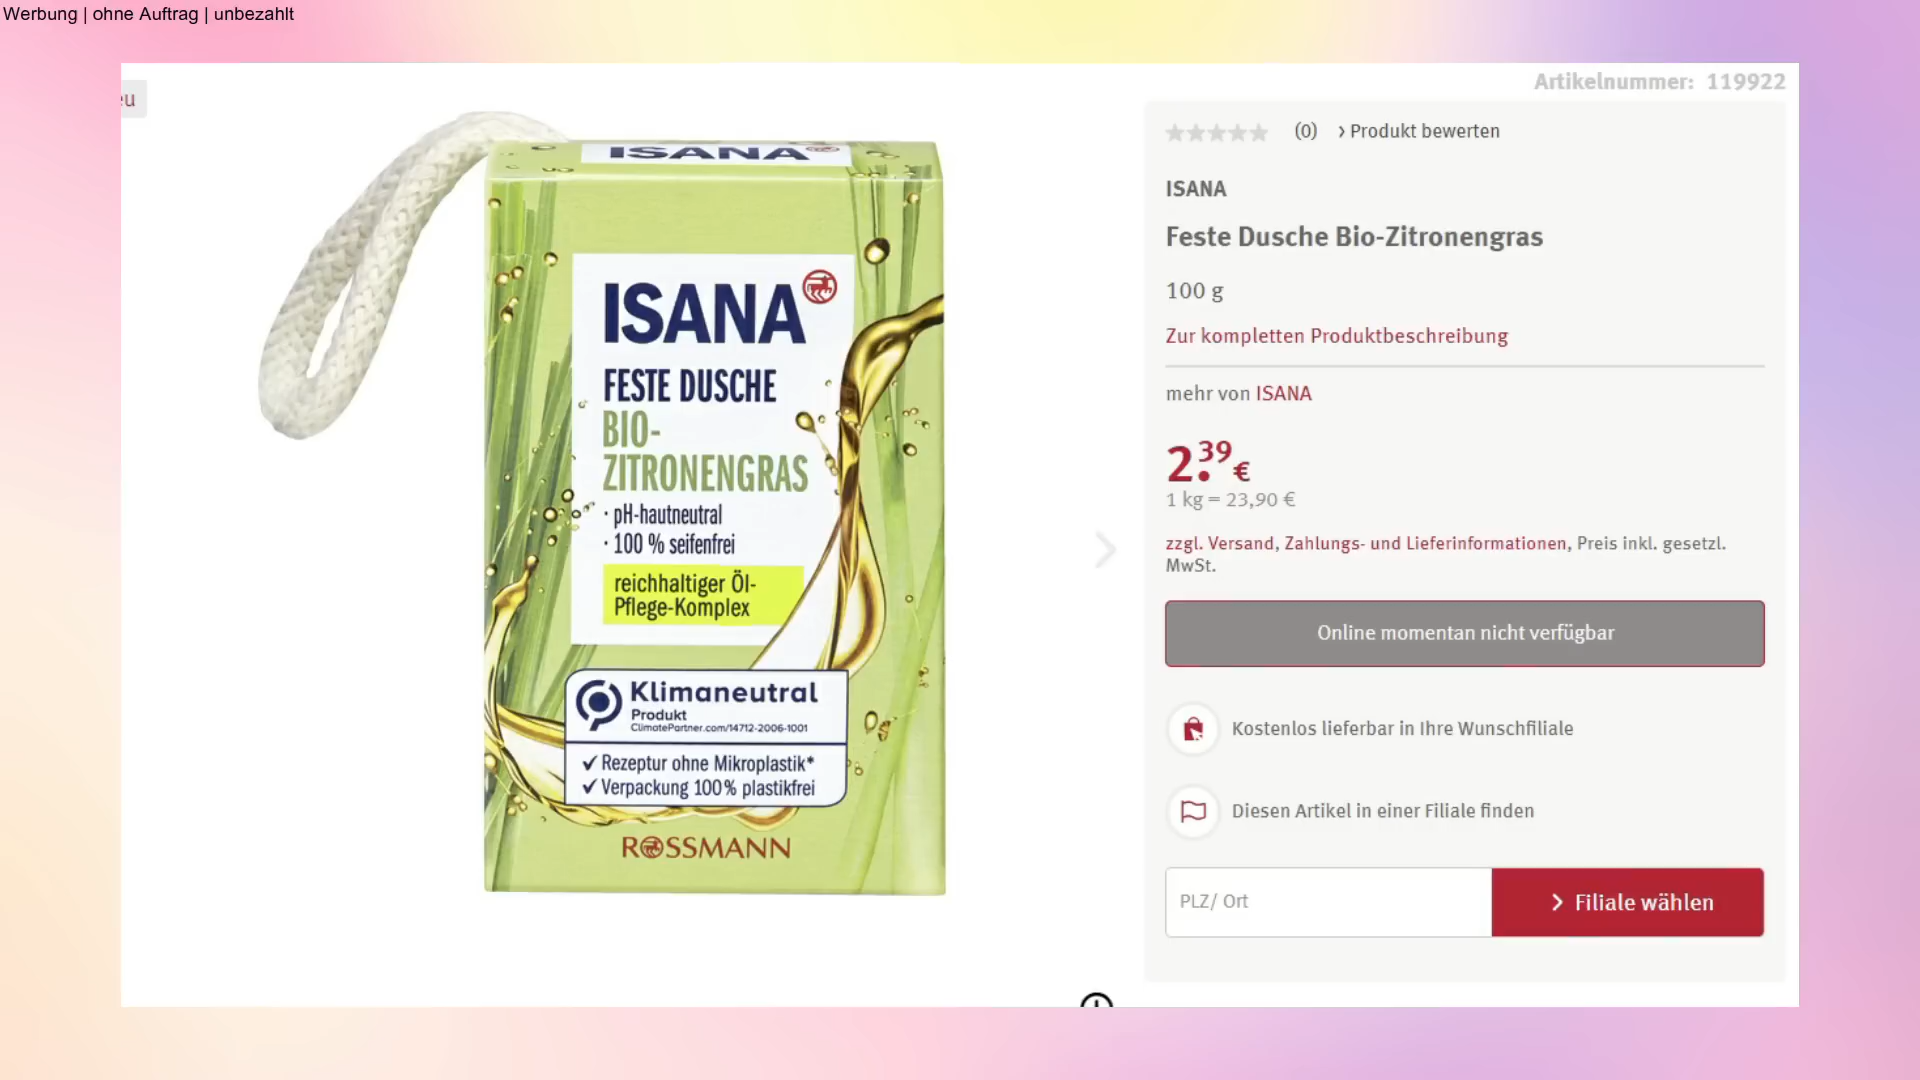 Werbung | ohne Auftrag | unbezahlt
eu
Artikelnummer: 119922
ISANA
ISANA
FESTE DUSCHE
BIO-
ZITRONENGRAS
· pH-hautneutral
· 100 % seifenfrei
reichhaltiger Öl-
Pflege-Komplex
Klimaneutral
Produkt
ClimatePartner.com/14712-2006-1001
✓ Rezeptur ohne Mikroplastik*
✓ Verpackung 100% plastikfrei
ROSSMANN
(0) › Produkt bewerten
ISANA
Feste Dusche Bio-Zitronengras
100 g
Zur kompletten Produktbeschreibung
mehr von ISANA
2.39 €
1 kg = 23,90 €
zzgl. Versand, Zahlungs- und Lieferinformationen, Preis inkl. gesetzl.
MwSt.
Online momentan nicht verfügbar
Kostenlos lieferbar in Ihre Wunschfiliale
Diesen Artikel in einer Filiale finden
PLZ/ Ort
› Filiale wählen